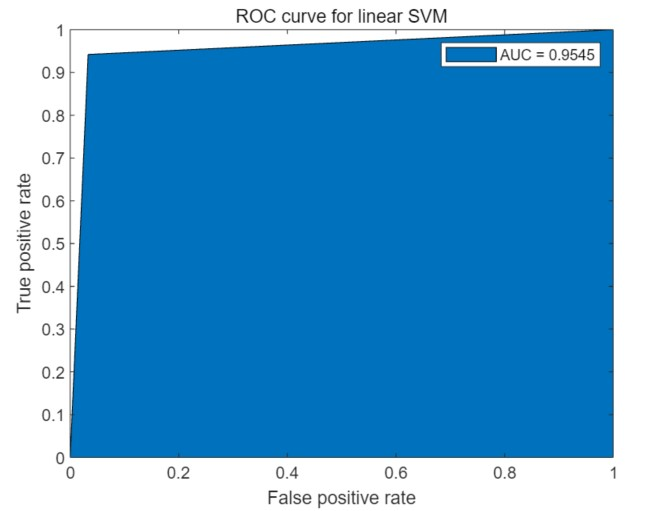 ROC curve for linear SVM
AUC = 0.9545
1
0.9
0.8
0.7
0.6
0.5
0.4
0.3
0.2
0.1
0
True positive rate
0 0.2 0.4 0.6 0.8 1
False positive rate